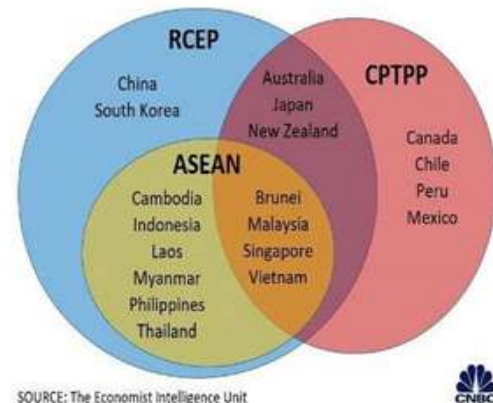 RCEP
China
South Korea
Australia
Japan
New Zealand
CPTPP
Canada
Chile
Peru
Mexico
ASEAN
Cambodia
Indonesia
Laos
Myanmar
Philippines
Thailand
Brunei
Malaysia
Singapore
Vietnam
SOURCE: The Economist Intelligence Unit
CNBC